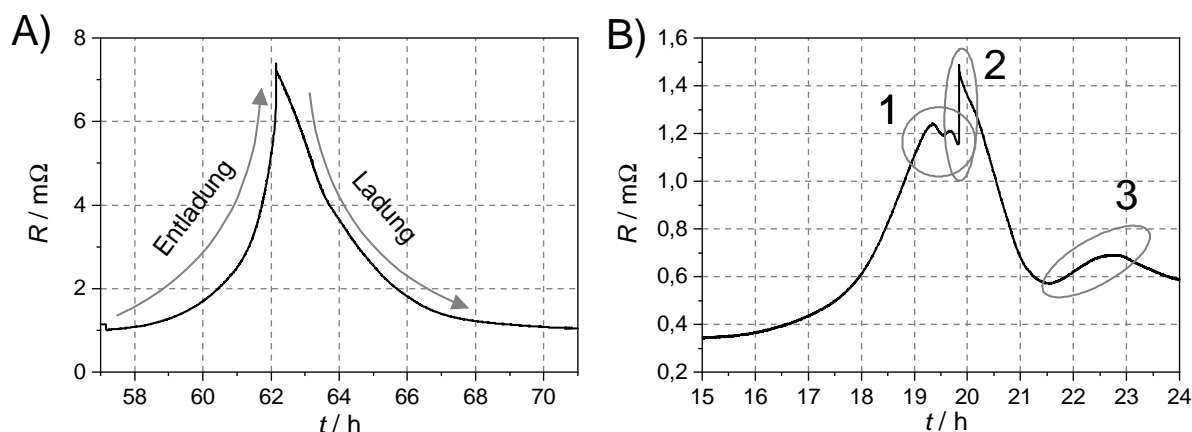 A)
8
6
4
2
0
R / mΩ
Entladung
Ladung
58 60 62 64 66 68 70
t / h
B)
1,6
1,4
1,2
1,0
0,8
0,6
0,4
0,2
R / mΩ
1
2
3
15 16 17 18 19 20 21 22 23 24
t / h